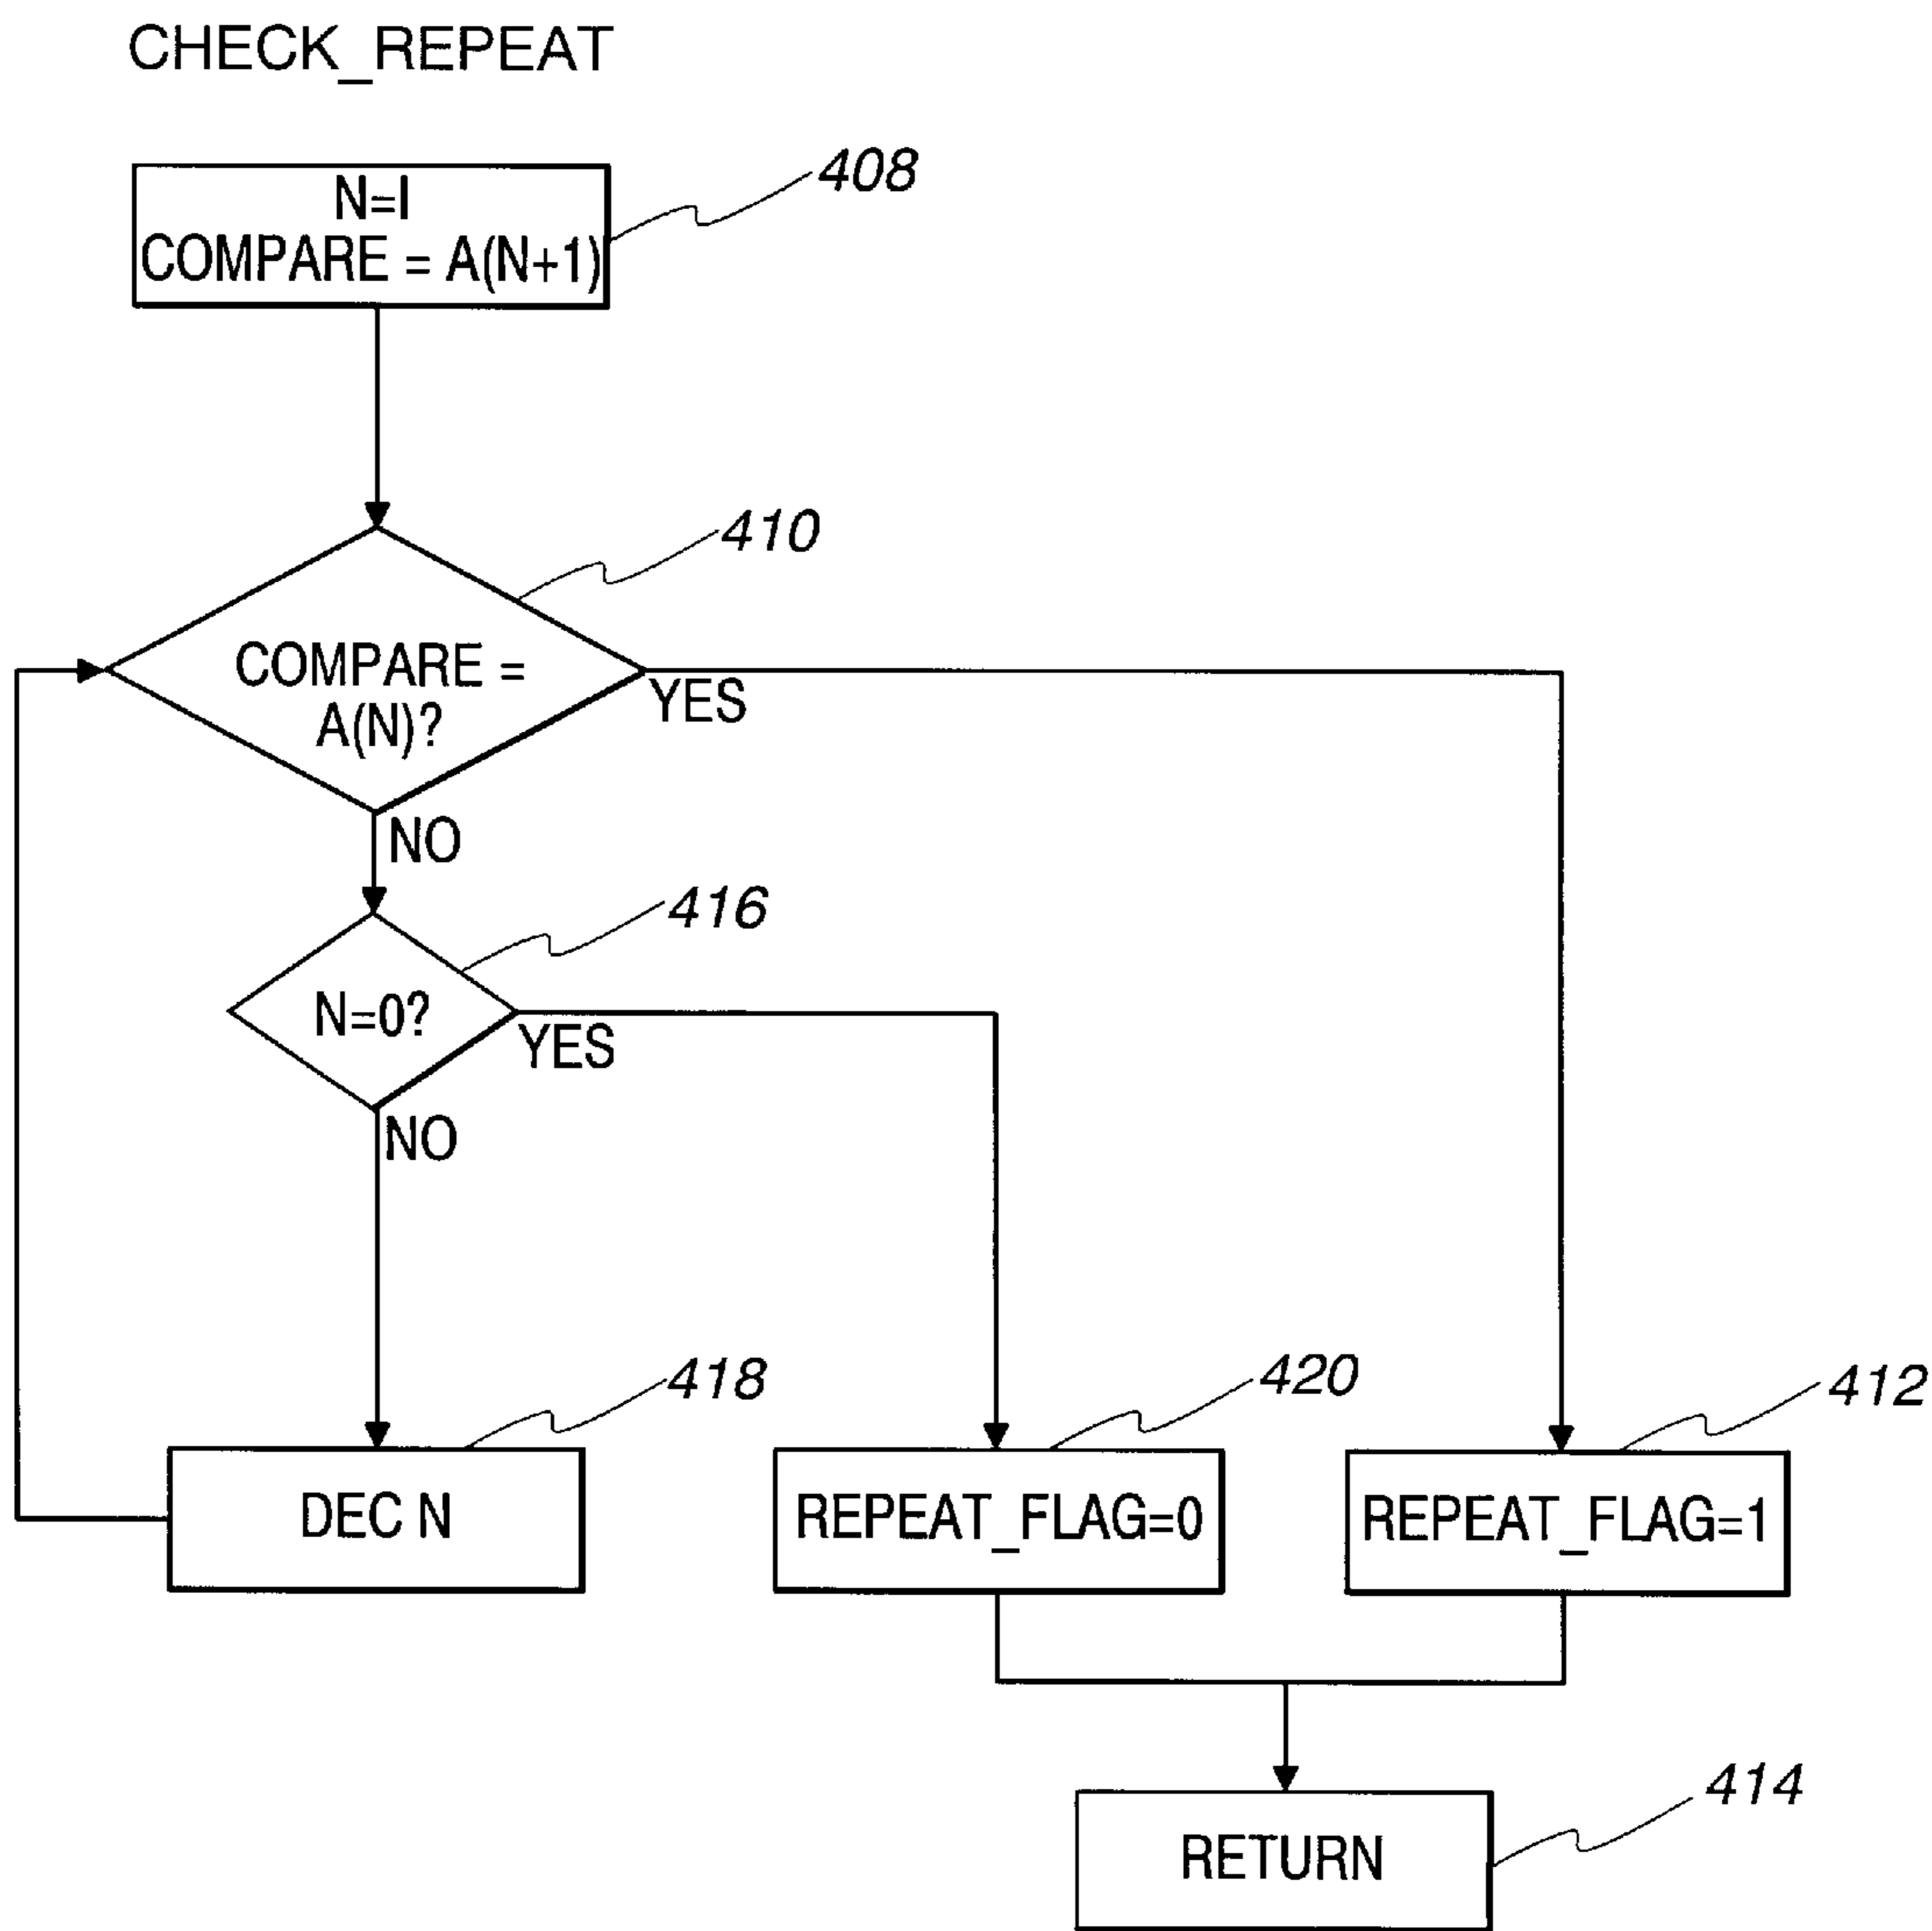 CHECK_REPEAT
408
N=I
COMPARE = A(N+1)
410
COMPARE =
A(N)?
YES
NO
416
N=0?
YES
NO
418
420
412
DEC N
REPEAT_FLAG=0
REPEAT_FLAG=1
414
RETURN